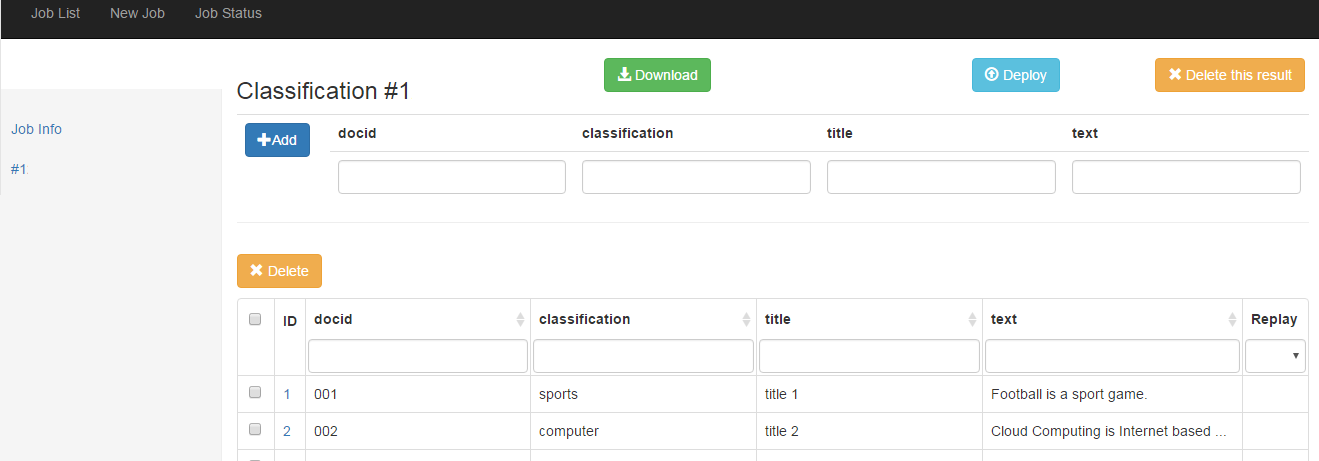 Job List New Job Job Status
Download Deploy Delete this result
Classification #1
Job Info
#1
Add docid classification title text
Delete
ID docid classification title text Replay
1 001 sports title 1 Football is a sport game.
2 002 computer title 2 Cloud Computing is Internet based ...